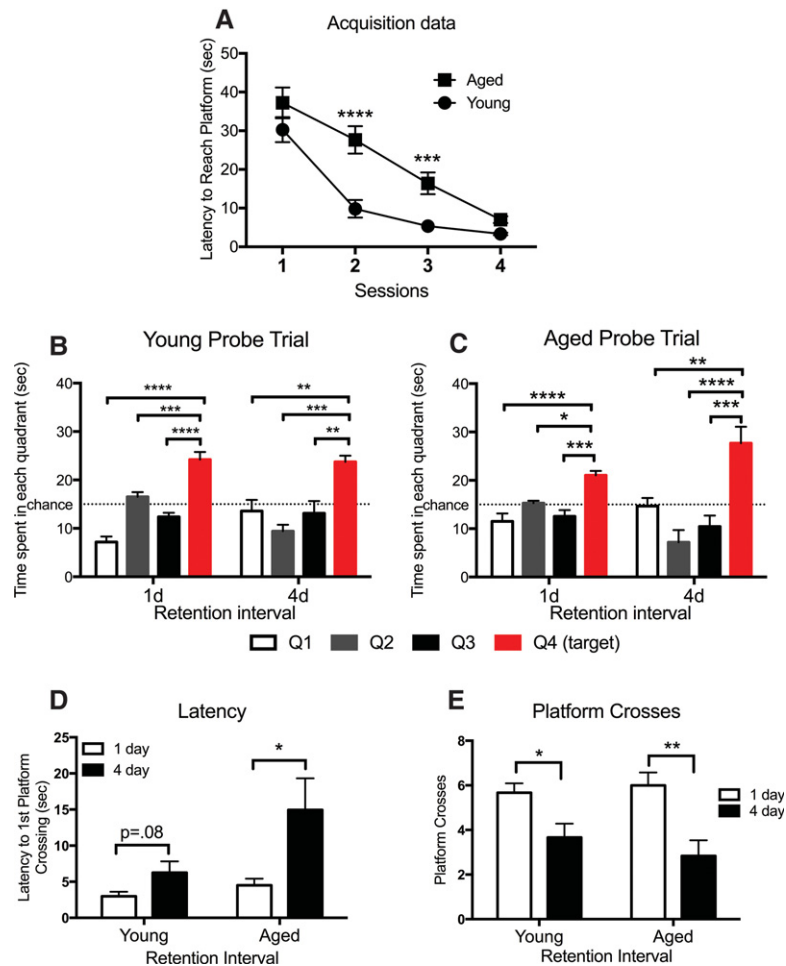 A
Acquisition data
Latency to Reach Platform (sec)
50
40
30
20
10
0
Aged
Young
****
***
1 2 3 4
Sessions
B
Young Probe Trial
Time spent in each quadrant (sec)
40
30
20
chance
10
0
****
***
****
**
***
**
1d 4d
Retention interval
C
Aged Probe Trial
Time spent in each quadrant (sec)
40
30
20
chance
10
0
****
*
***
**
****
***
1d 4d
Retention interval
Q1 Q2 Q3 Q4 (target)
D
Latency
Latency to 1st Platform
Crossing (sec)
25
20
15
10
5
0
1 day
4 day
p=.08
*
Young Aged
Retention Interval
E
Platform Crosses
Platform Crosses
8
6
4
2
0
*
**
1 day
4 day
Young Aged
Retention Interval